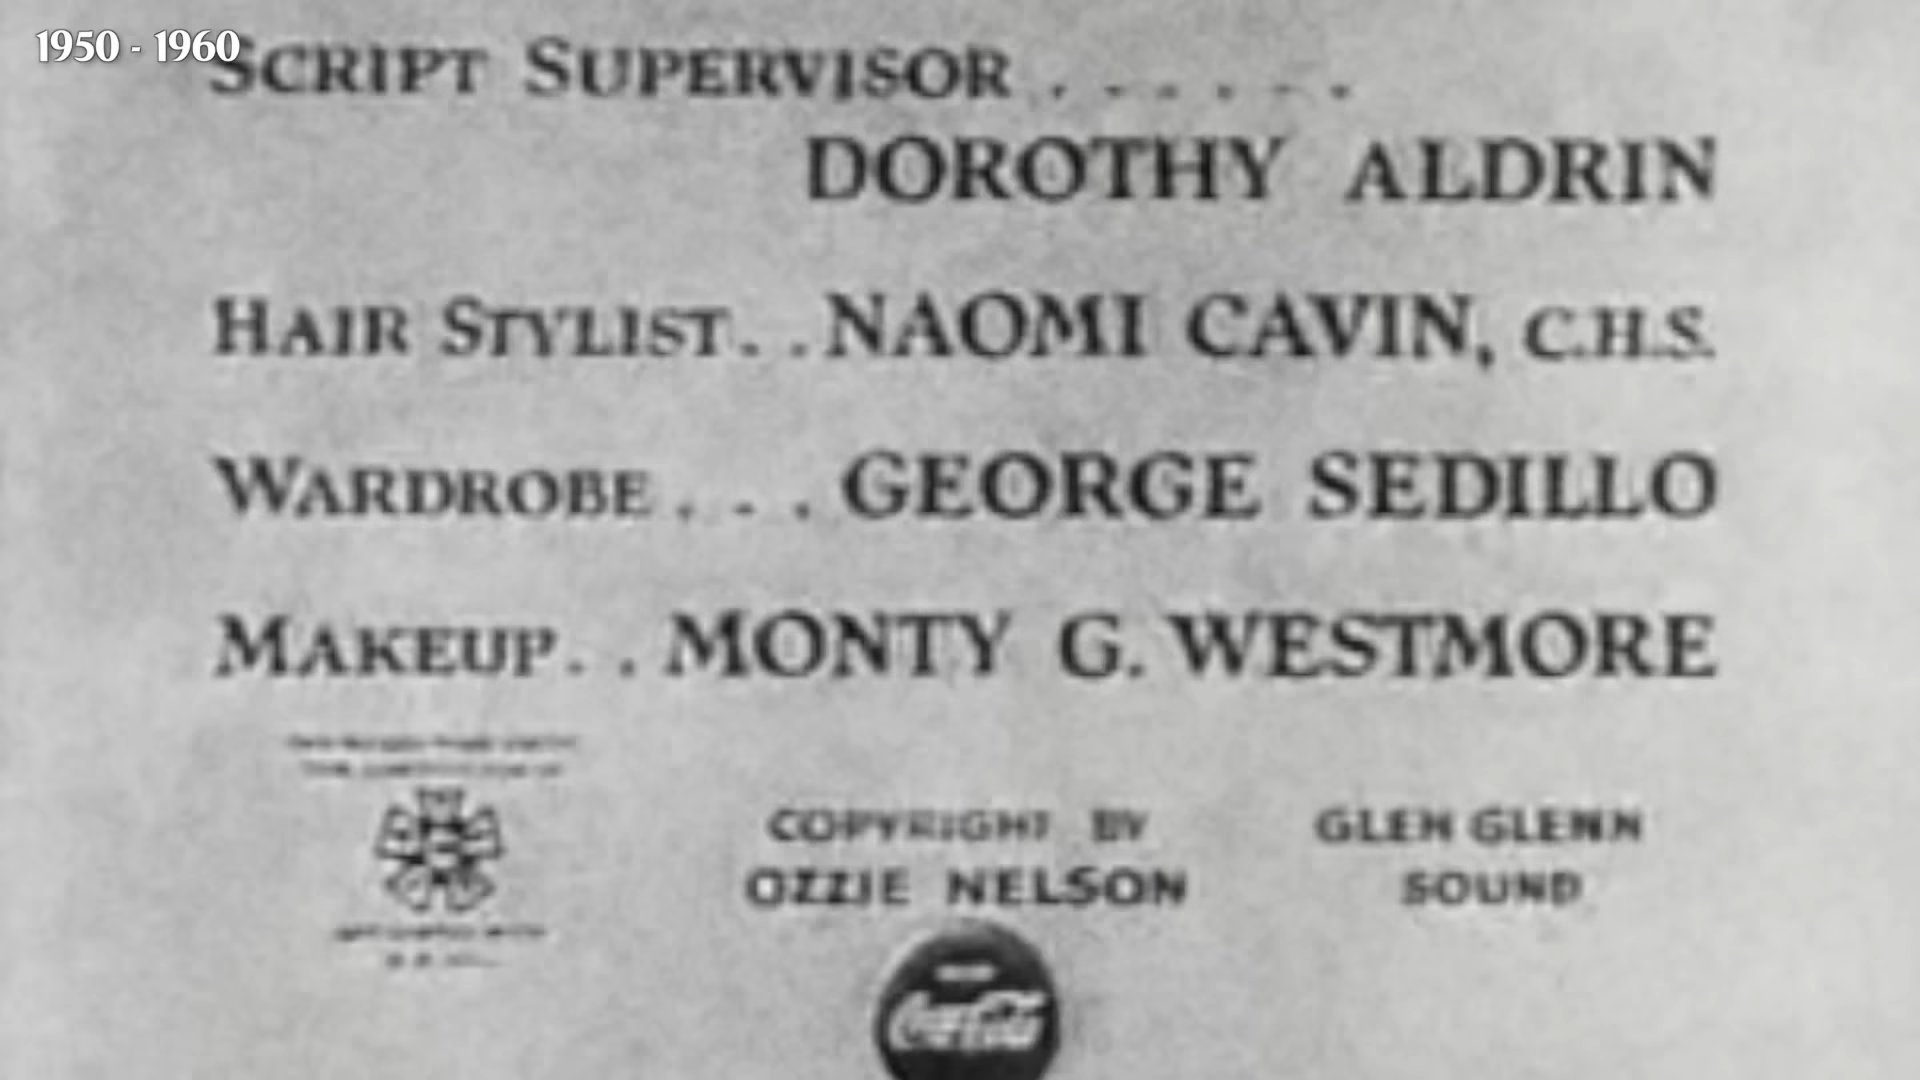 1950 - 1960
SCRIPT SUPERVISOR . . . . . .
DOROTHY ALDRIN
HAIR STYLIST. . NAOMI CAVIN, C.H.S.
WARDROBE . . . GEORGE SEDILLO
MAKEUP. . MONTY G. WESTMORE
COPYRIGHT BY
OZZIE NELSON
GLEN GLENN
SOUND
Coca-Cola